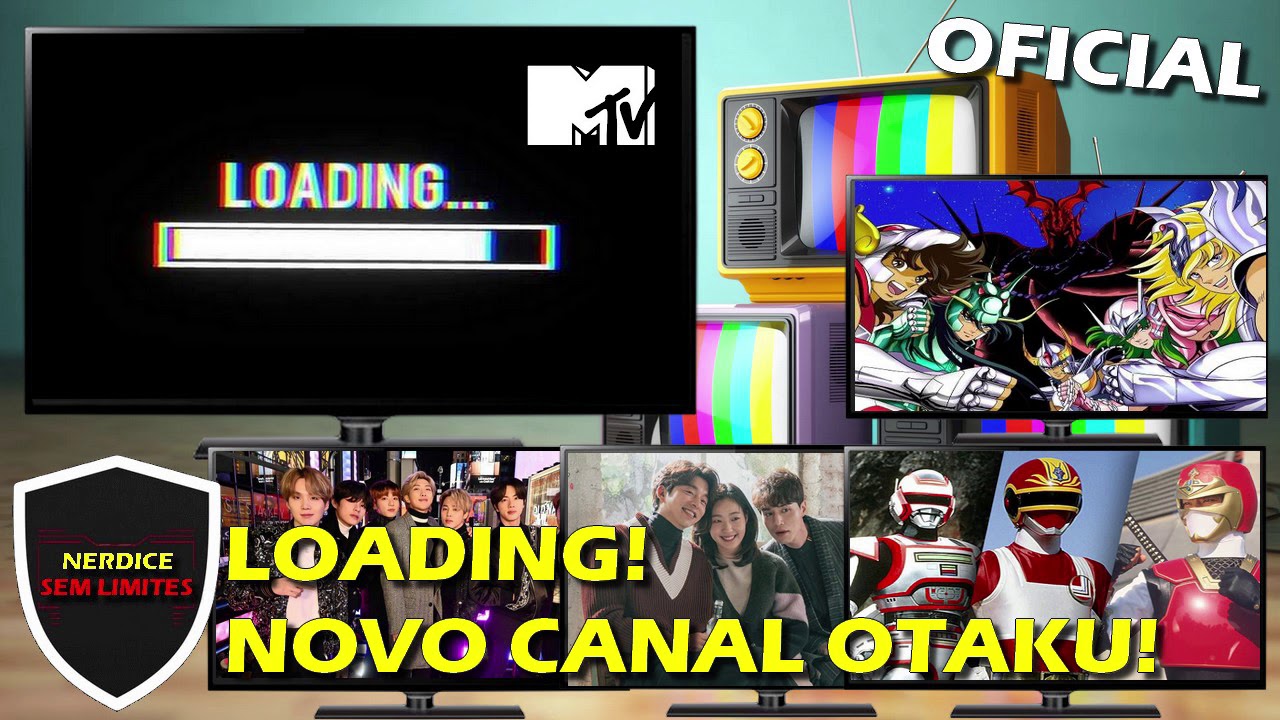 OFICIAL
MTV
LOADING....
NERDICE
SEM LIMITES
LOADING!
NOVO CANAL OTAKU!